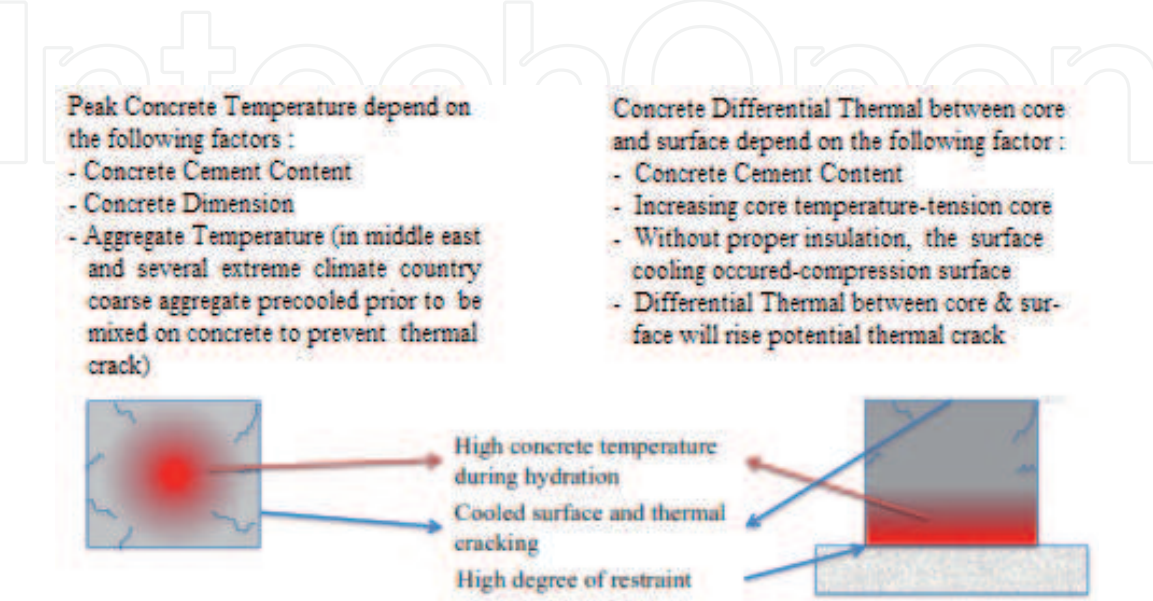 IntechOpen
Peak Concrete Temperature depend on
the following factors :
- Concrete Cement Content
- Concrete Dimension
- Aggregate Temperature (in middle east
and several extreme climate country
coarse aggregate precooled prior to be
mixed on concrete to prevent thermal
crack)
Concrete Differential Thermal between core
and surface depend on the following factor :
- Concrete Cement Content
- Increasing core temperature-tension core
- Without proper insulation, the surface
cooling occured-compression surface
- Differential Thermal between core & sur-
face will rise potential thermal crack
High concrete temperature
during hydration
Cooled surface and thermal
cracking
High degree of restraint